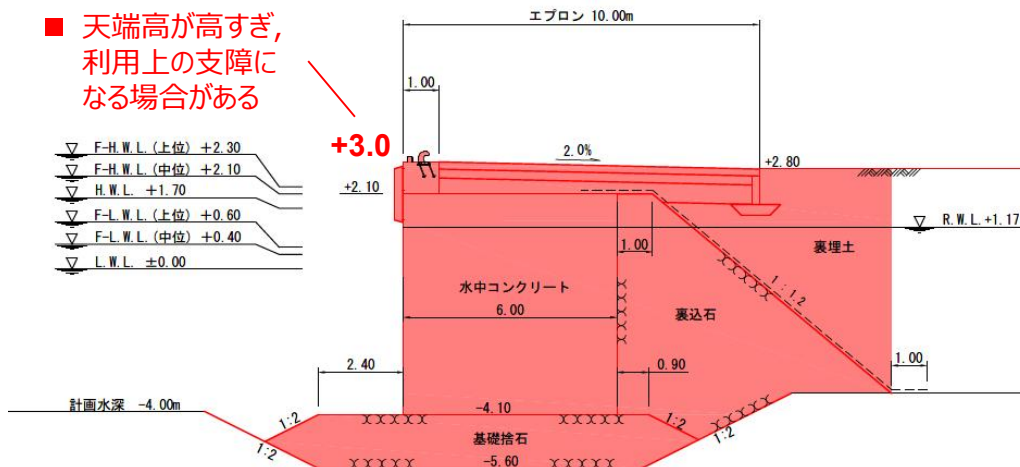 ■ 天端高が高すぎ,
利用上の支障に
なる場合がある
エプロン 10.00m
1.00
+3.0
2.0%
+2.80
F-H.W.L.(上位) +2.30
F-H.W.L.(中位) +2.10
H.W.L. +1.70
F-L.W.L.(上位) +0.60
F-L.W.L.(中位) +0.40
L.W.L. ±0.00
+2.10
R.W.L.+1.17
1.00
裏埋土
水中コンクリート
6.00
1:1.2
裏込石
2.40
0.90
1.00
計画水深 -4.00m
-4.10
1:2
1:2
1:2
1:2
基礎捨石
-5.60